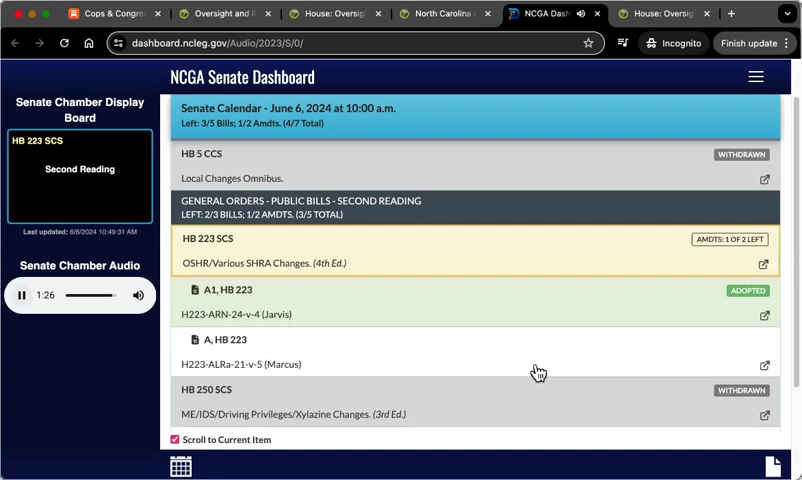 Cops & Congre
Oversight and R
House: Oversig
North Carolina
NCGA Dash
House: Oversig
dashboard.ncleg.gov/Audio/2023/S/0/
Incognito
Finish update
NCGA Senate Dashboard
Senate Chamber Display
Board
HB 223 SCS
Second Reading
Last updated: 6/6/2024 10:49:31 AM
Senate Chamber Audio
1:26
Senate Calendar - June 6, 2024 at 10:00 a.m.
Left: 3/5 Bills; 1/2 Amdts. (4/7 Total)
HB 5 CCS
WITHDRAWN
Local Changes Omnibus.
GENERAL ORDERS - PUBLIC BILLS - SECOND READING
LEFT: 2/3 BILLS; 1/2 AMDTS. (3/5 TOTAL)
HB 223 SCS
AMDTS: 1 OF 2 LEFT
OSHR/Various SHRA Changes. (4th Ed.)
A1, HB 223
ADOPTED
H223-ARN-24-v-4 (Jarvis)
A, HB 223
H223-ALRa-21-v-5 (Marcus)
HB 250 SCS
WITHDRAWN
ME/IDS/Driving Privileges/Xylazine Changes. (3rd Ed.)
Scroll to Current Item